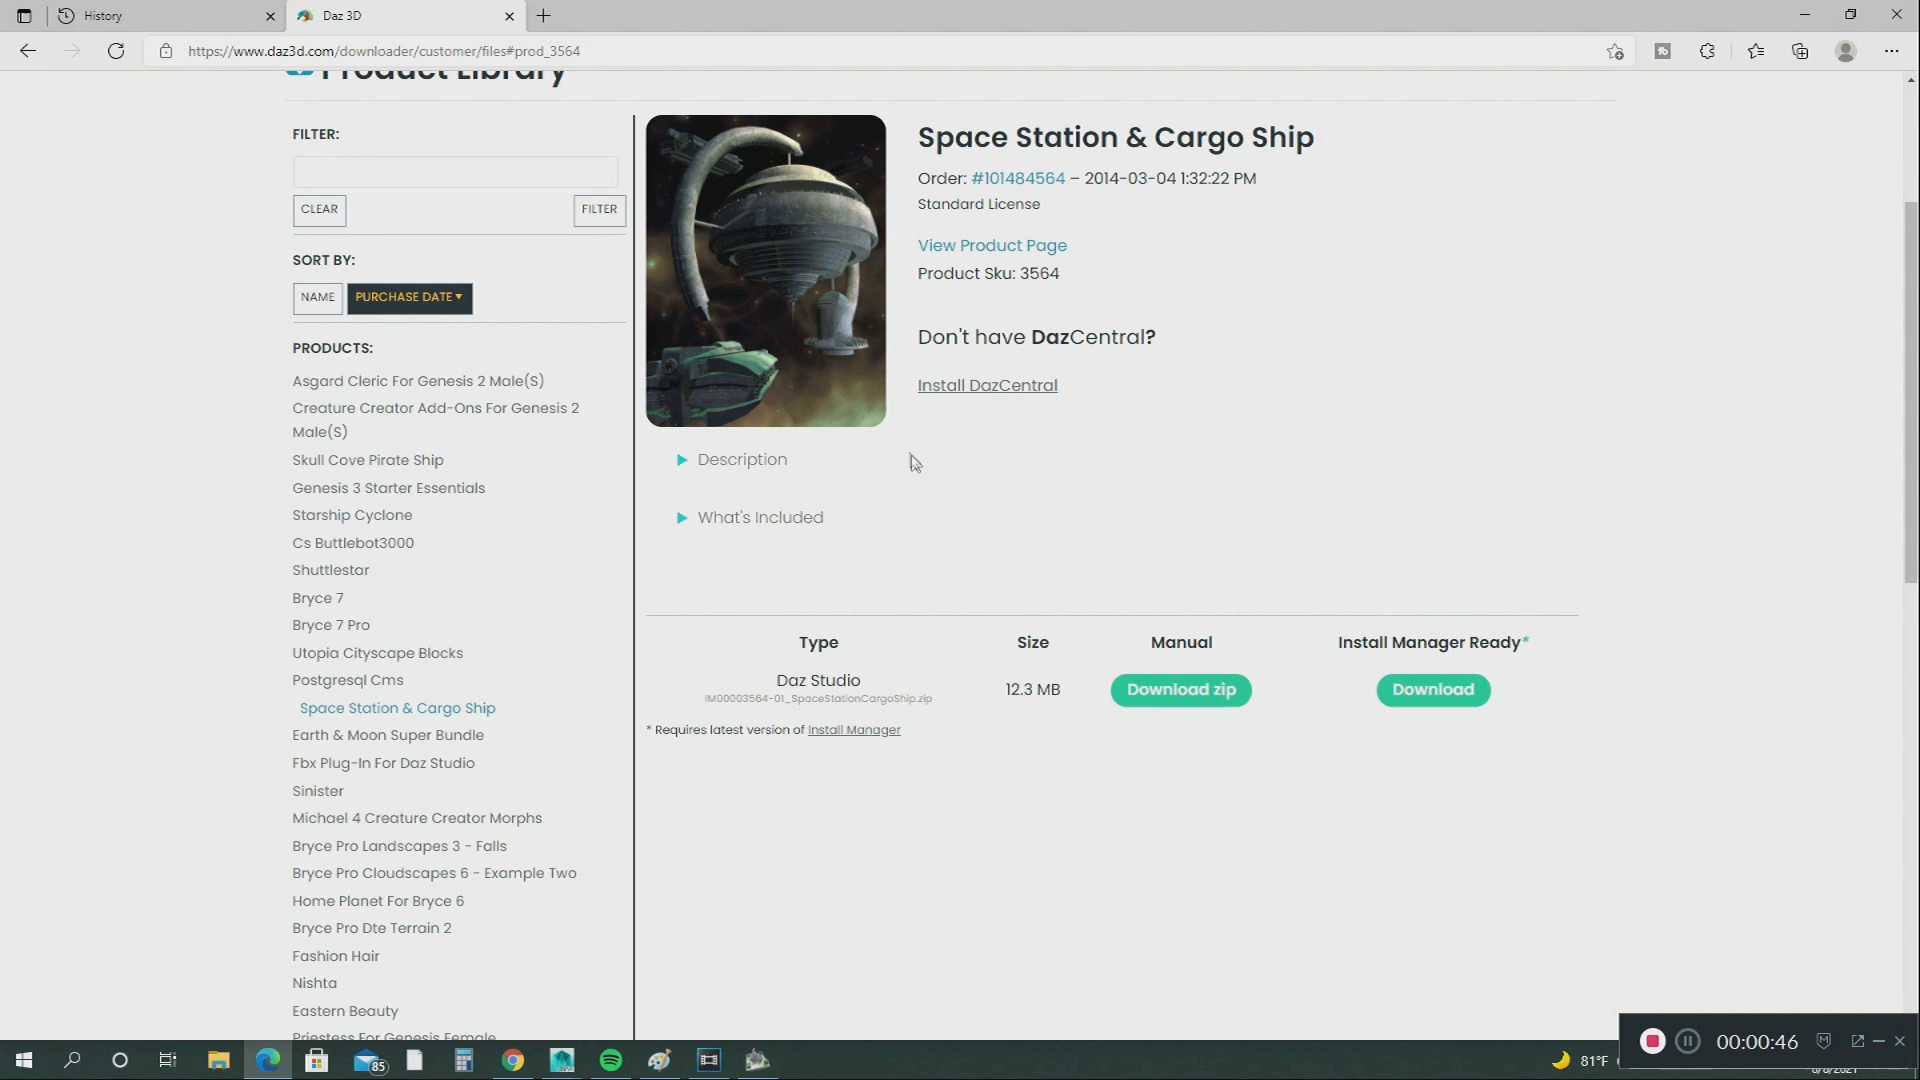 History
Daz 3D
https://www.daz3d.com/downloader/customer/files#prod_3564
Product Library
FILTER:
CLEAR
FILTER
SORT BY:
NAME
PURCHASE DATE
PRODUCTS:
Asgard Cleric For Genesis 2 Male(S)
Creature Creator Add-Ons For Genesis 2
Male(S)
Skull Cove Pirate Ship
Genesis 3 Starter Essentials
Starship Cyclone
Cs Buttlebot3000
Shuttlestar
Bryce 7
Bryce 7 Pro
Utopia Cityscape Blocks
Postgresql Cms
Space Station & Cargo Ship
Earth & Moon Super Bundle
Fbx Plug-In For Daz Studio
Sinister
Michael 4 Creature Creator Morphs
Bryce Pro Landscapes 3 - Falls
Bryce Pro Cloudscapes 6 - Example Two
Home Planet For Bryce 6
Bryce Pro Dte Terrain 2
Fashion Hair
Nishta
Eastern Beauty
Priestess For Genesis Female
Space Station & Cargo Ship
Order: #101484564 – 2014-03-04 1:32:22 PM
Standard License
View Product Page
Product Sku: 3564
Don't have DazCentral?
Install DazCentral
Description
What's Included
Type Size Manual Install Manager Ready*
Daz Studio
IM00003564-01_SpaceStationCargoShip.zip
12.3 MB
Download zip
Download
* Requires latest version of Install Manager
00:00:46
85
81°F